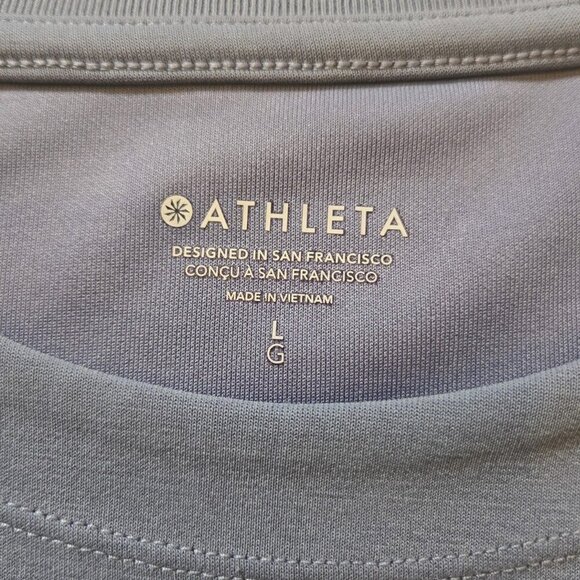 ATHLETA
DESIGNED IN SAN FRANCISCO
CONÇU À SAN FRANCISCO
MADE IN VIETNAM
L
G